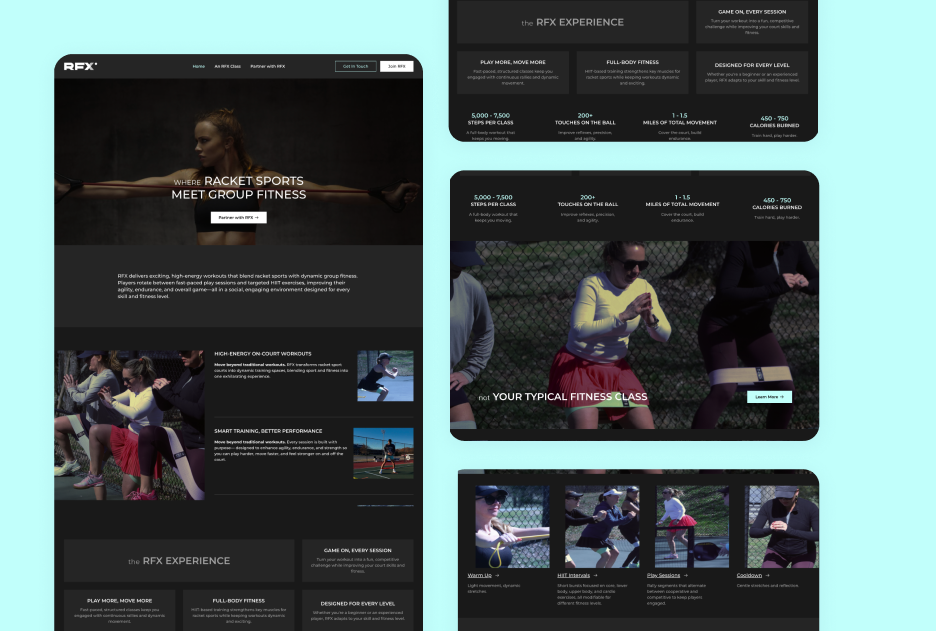 RFX
Home An RFX Class Partner with RFX Get In Touch Join RFX
WHERE RACKET SPORTS
MEET GROUP FITNESS
Partner with RFX →
RFX delivers exciting, high-energy workouts that blend racket sports with dynamic group fitness.
Players rotate between fast-paced play sessions and targeted HIIT exercises, improving their
agility, endurance, and overall game—all in a social, engaging environment designed for every
skill and fitness level.
HIGH-ENERGY ON-COURT WORKOUTS
Move beyond traditional workouts. RFX transforms racket sport
courts into dynamic training spaces, blending sport and fitness into
one exhilarating experience.
SMART TRAINING, BETTER PERFORMANCE
Move beyond traditional workouts. Every session is built with
purpose— designed to enhance agility, endurance, and strength so
you can play harder, move faster, and feel stronger on and off the
court.
the RFX EXPERIENCE
GAME ON, EVERY SESSION
Turn your workout into a fun, competitive
challenge while improving your court skills and
fitness.
PLAY MORE, MOVE MORE
Fast-paced, structured classes keep you
engaged with continuous rallies and dynamic
movement.
FULL-BODY FITNESS
HIIT-based training strengthens key muscles for
racket sports while keeping workouts dynamic
and exciting.
DESIGNED FOR EVERY LEVEL
Whether you're a beginner or an experienced
player, RFX adapts to your skill and fitness level.
the RFX EXPERIENCE
GAME ON, EVERY SESSION
Turn your workout into a fun, competitive
challenge while improving your court skills and
fitness.
PLAY MORE, MOVE MORE
Fast-paced, structured classes keep you
engaged with continuous rallies and dynamic
movement.
FULL-BODY FITNESS
HIIT-based training strengthens key muscles for
racket sports while keeping workouts dynamic
and exciting.
DESIGNED FOR EVERY LEVEL
Whether you're a beginner or an experienced
player, RFX adapts to your skill and fitness level.
5,000 - 7,500
STEPS PER CLASS
A full-body workout that
keeps you moving.
200+
TOUCHES ON THE BALL
Improve reflexes, precision,
and agility.
1 - 1.5
MILES OF TOTAL MOVEMENT
Cover the court, build
endurance.
450 - 750
CALORIES BURNED
Train hard, play harder.
5,000 - 7,500
STEPS PER CLASS
A full-body workout that
keeps you moving.
200+
TOUCHES ON THE BALL
Improve reflexes, precision,
and agility.
1 - 1.5
MILES OF TOTAL MOVEMENT
Cover the court, build
endurance.
450 - 750
CALORIES BURNED
Train hard, play harder.
not YOUR TYPICAL FITNESS CLASS
Learn More →
Warm Up →
Light movement, dynamic
stretches.
HIIT Intervals →
Short bursts focused on core, lower
body, upper body, and cardio
exercises, all modifiable for
different fitness levels.
Play Sessions →
Rally segments that alternate
between cooperative and
competitive to keep players
engaged.
Cooldown →
Gentle stretches and reflection.